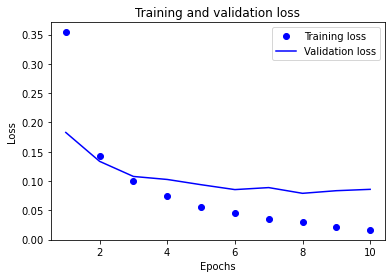 Training and validation loss
Training loss
Validation loss
0.35
0.30
0.25
0.20
0.15
0.10
0.05
0.00
Loss
2 4 6 8 10
Epochs